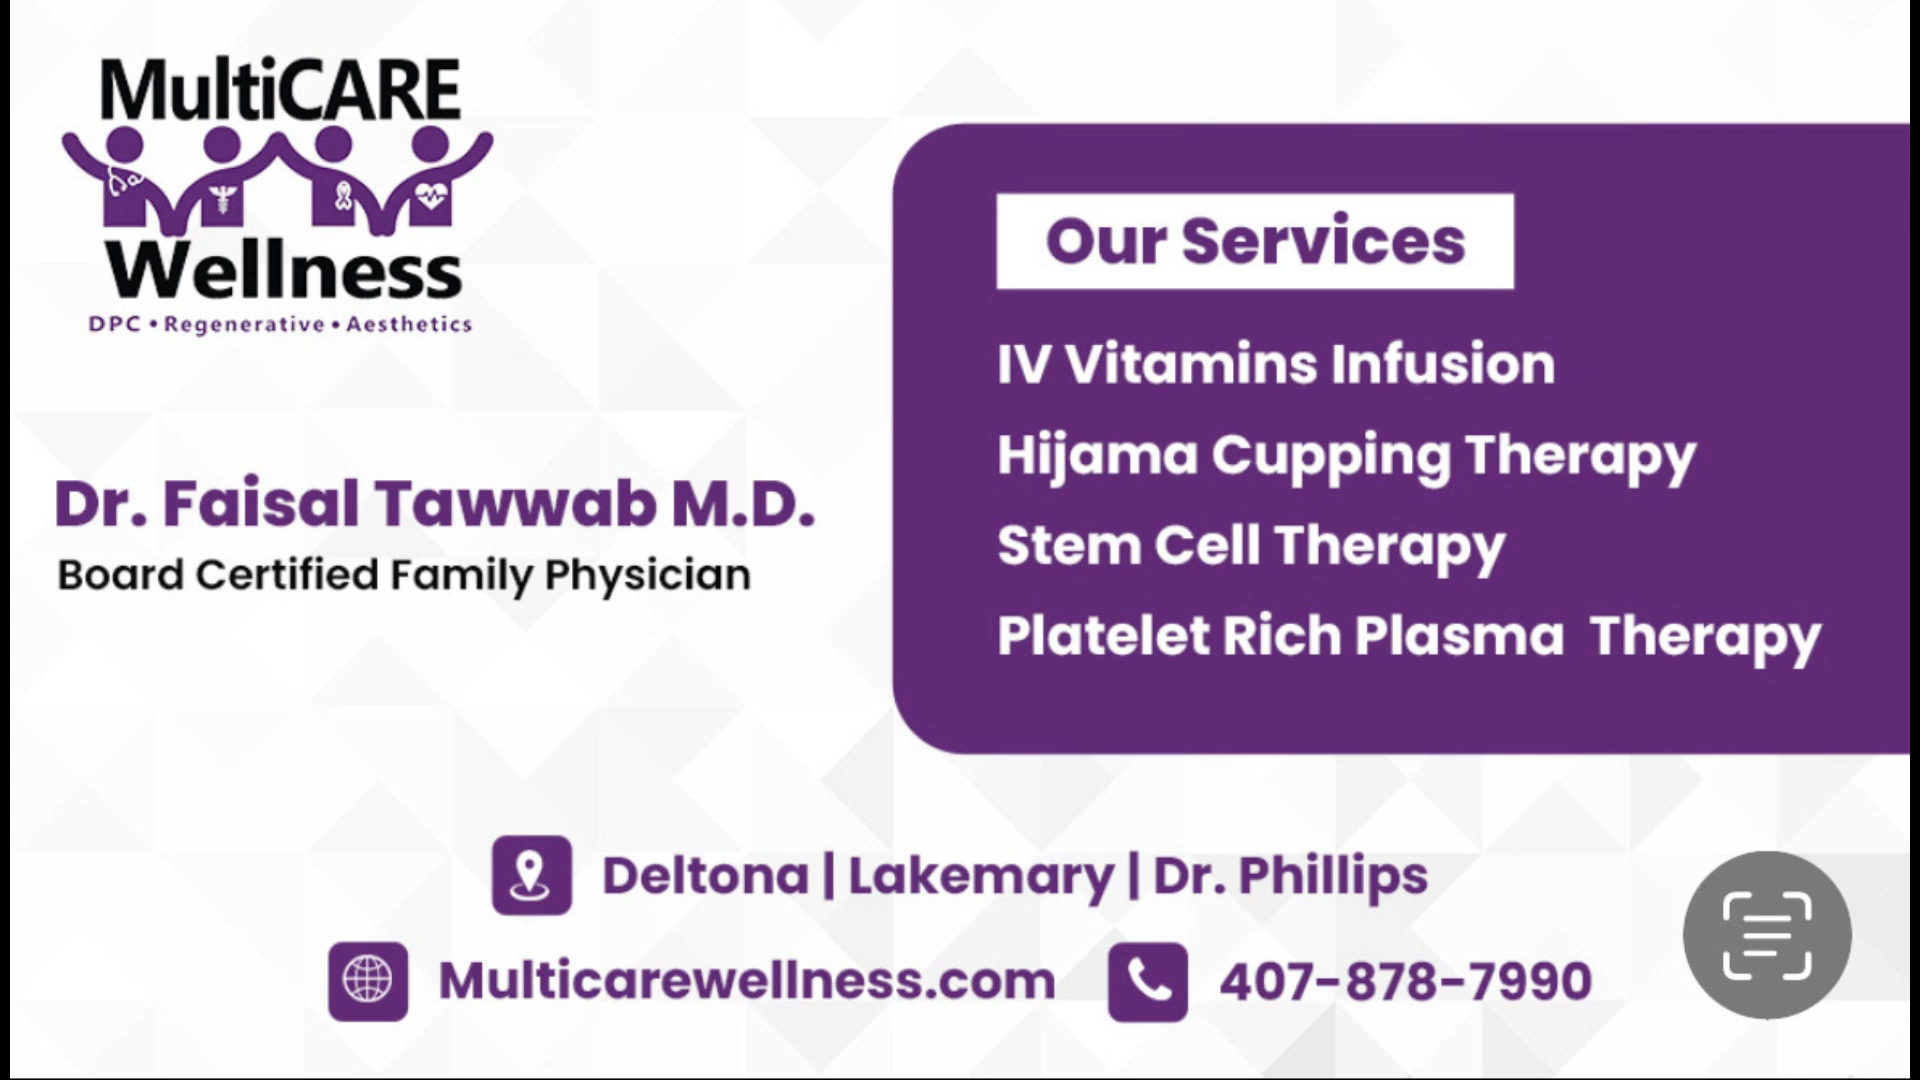 MultiCARE
Wellness
DPC • Regenerative • Aesthetics
Dr. Faisal Tawwab M.D.
Board Certified Family Physician
Our Services
IV Vitamins Infusion
Hijama Cupping Therapy
Stem Cell Therapy
Platelet Rich Plasma Therapy
Deltona | Lakemary | Dr. Phillips
Multicarewellness.com
407-878-7990